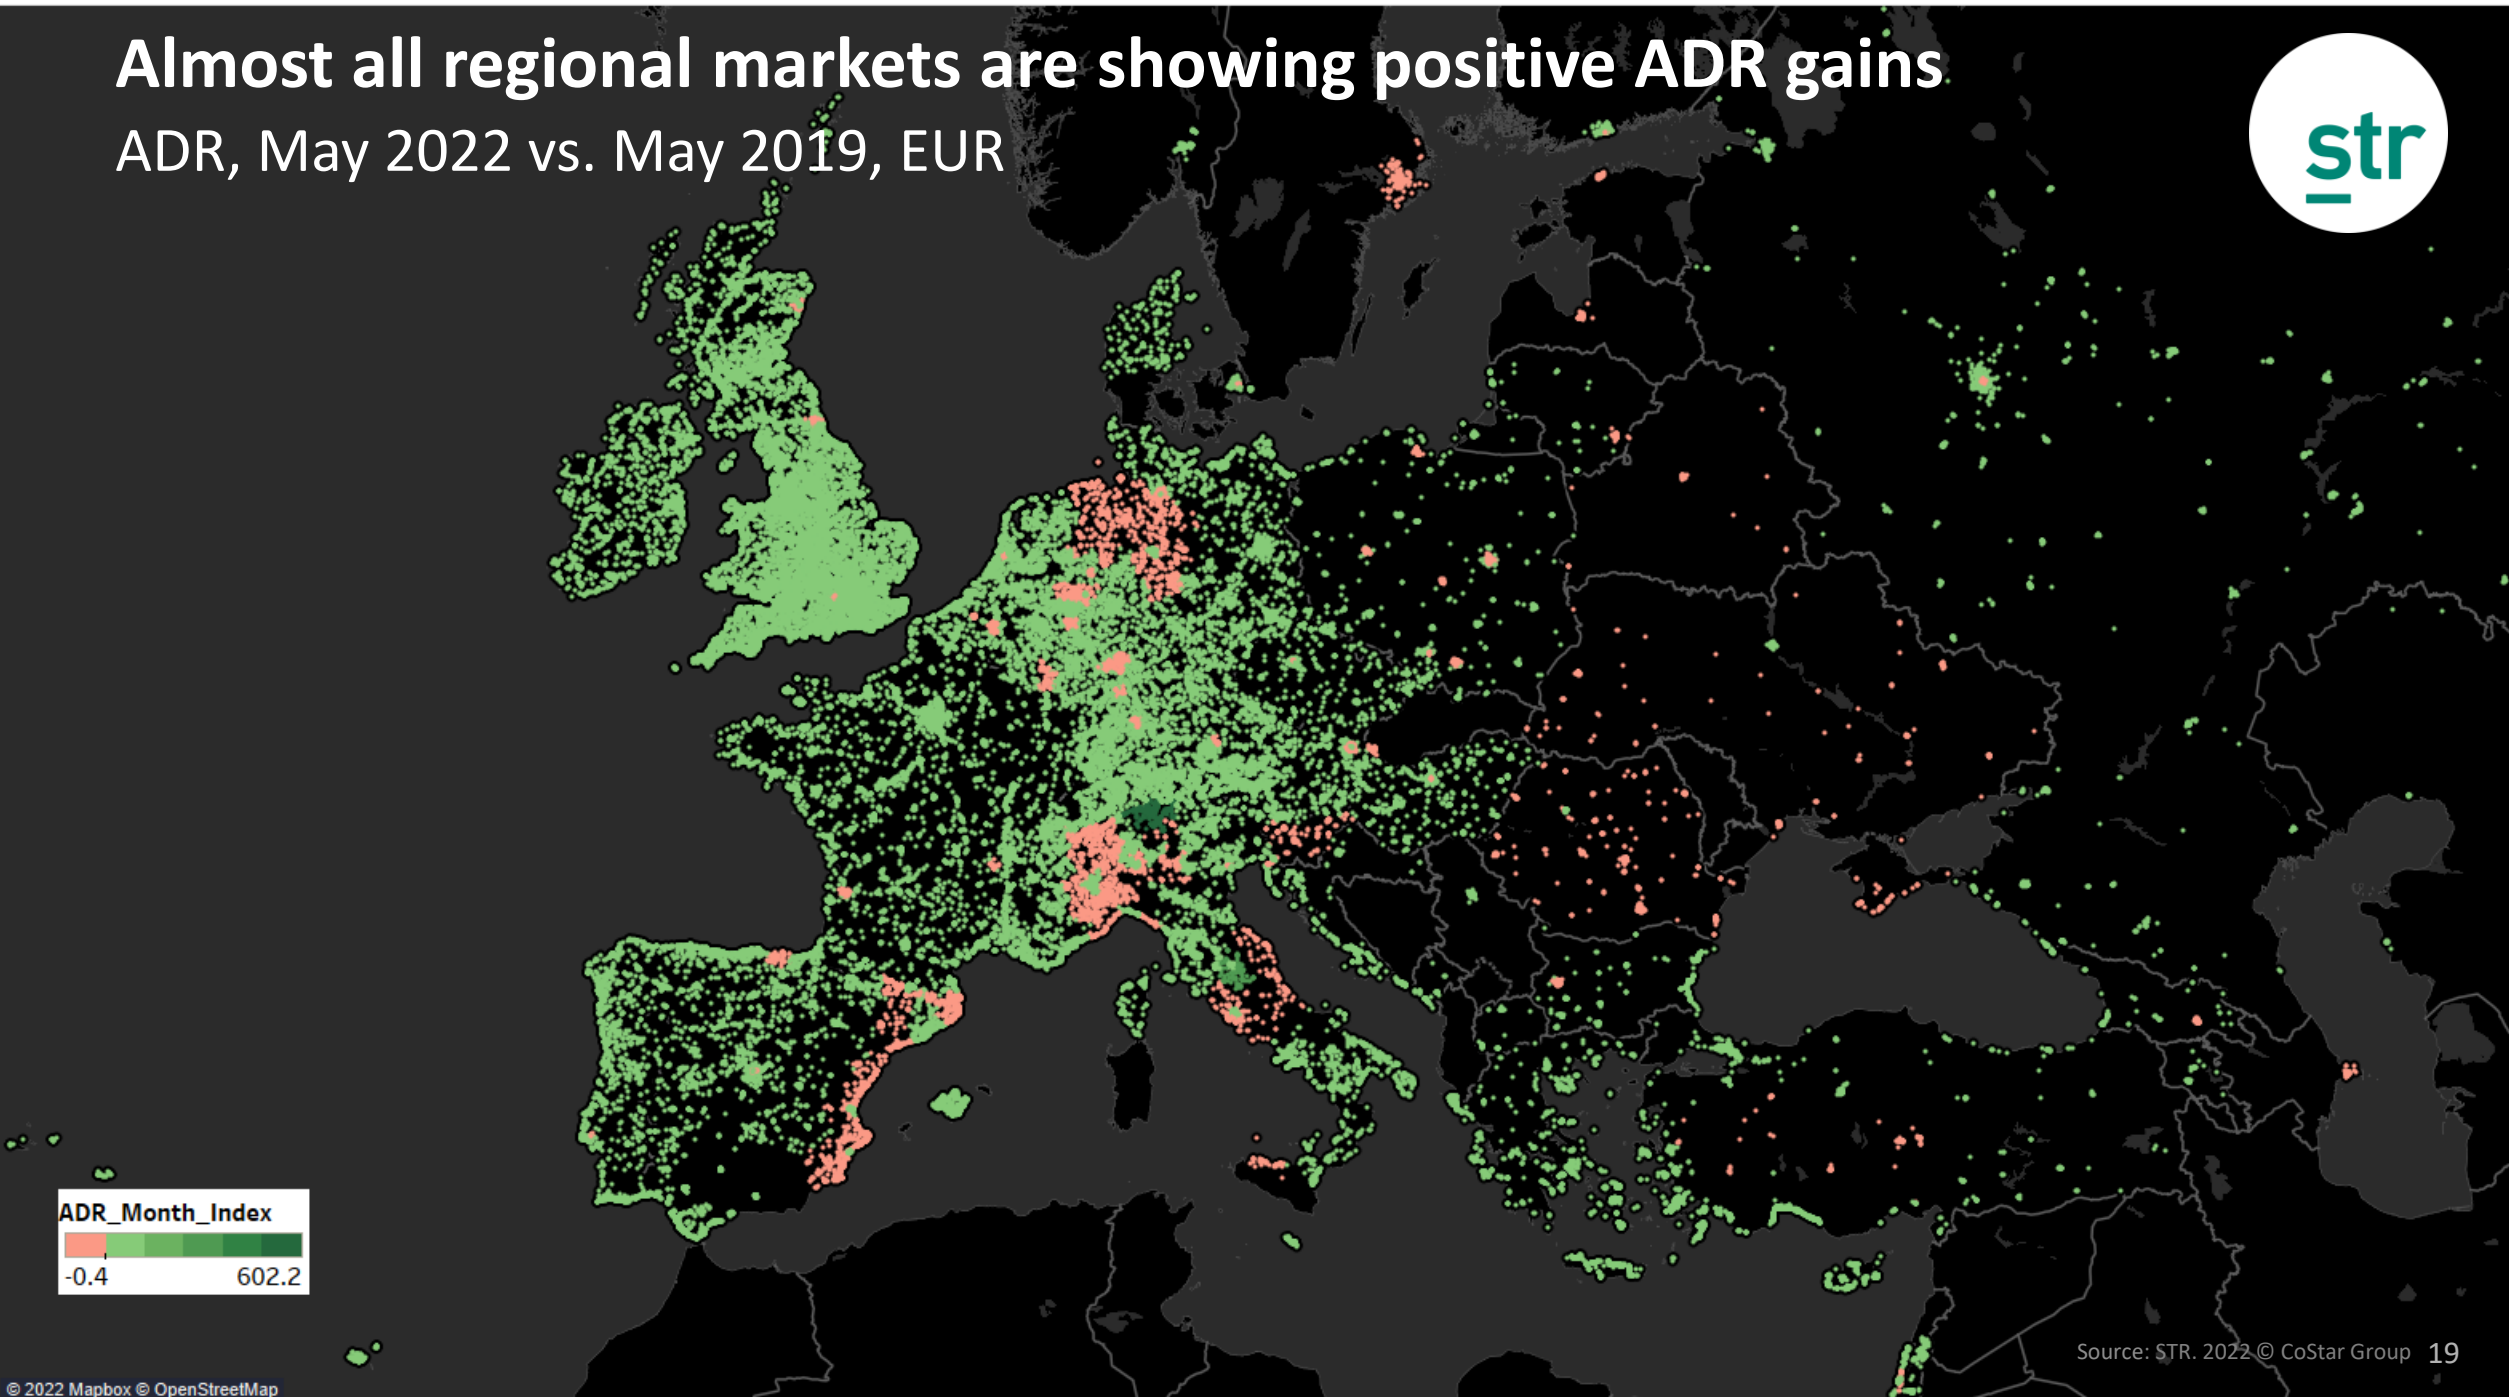 Almost all regional markets are showing positive ADR gains
ADR, May 2022 vs. May 2019, EUR
str
ADR_Month_Index
-0.4 602.2
Source: STR. 2022 © CoStar Group 19
© 2022 Mapbox © OpenStreetMap